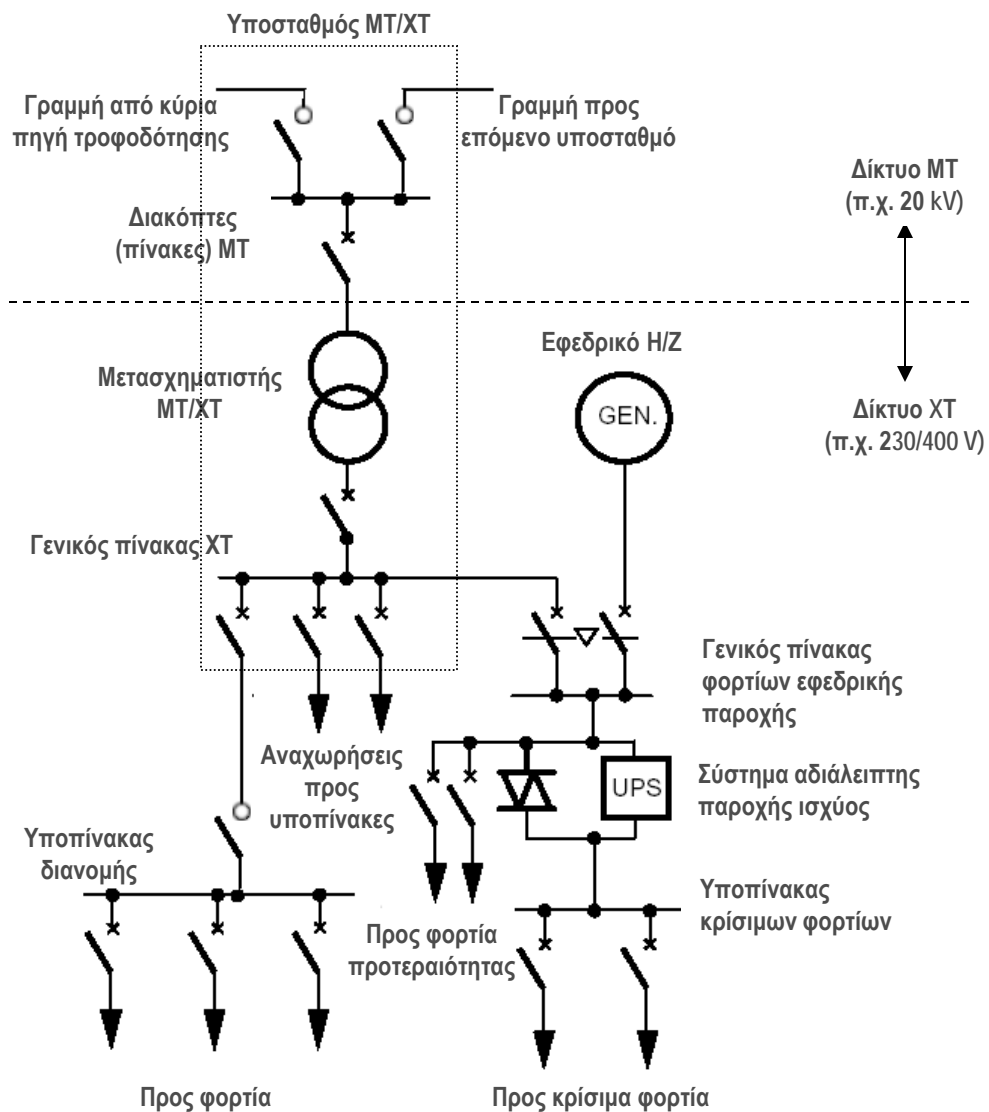 Υποσταθμός ΜΤ/ΧΤ
Γραμμή από κύρια
πηγή τροφοδότησης
Γραμμή προς
επόμενο υποσταθμό
Δίκτυο ΜΤ
(π.χ. 20 kV)
Διακόπτες
(πίνακες) ΜΤ
Εφεδρικό Η/Ζ
Μετασχηματιστής
ΜΤ/ΧΤ
GEN.
Δίκτυο ΧΤ
(π.χ. 230/400 V)
Γενικός πίνακας ΧΤ
Γενικός πίνακας
φορτίων εφεδρικής
παροχής
Αναχωρήσεις
προς
υποπίνακες
UPS
Σύστημα αδιάλειπτης
παροχής ισχύος
Υποπίνακας
διανομής
Υποπίνακας
κρίσιμων φορτίων
Προς φορτία
προτεραιότητας
Προς φορτία
Προς κρίσιμα φορτία